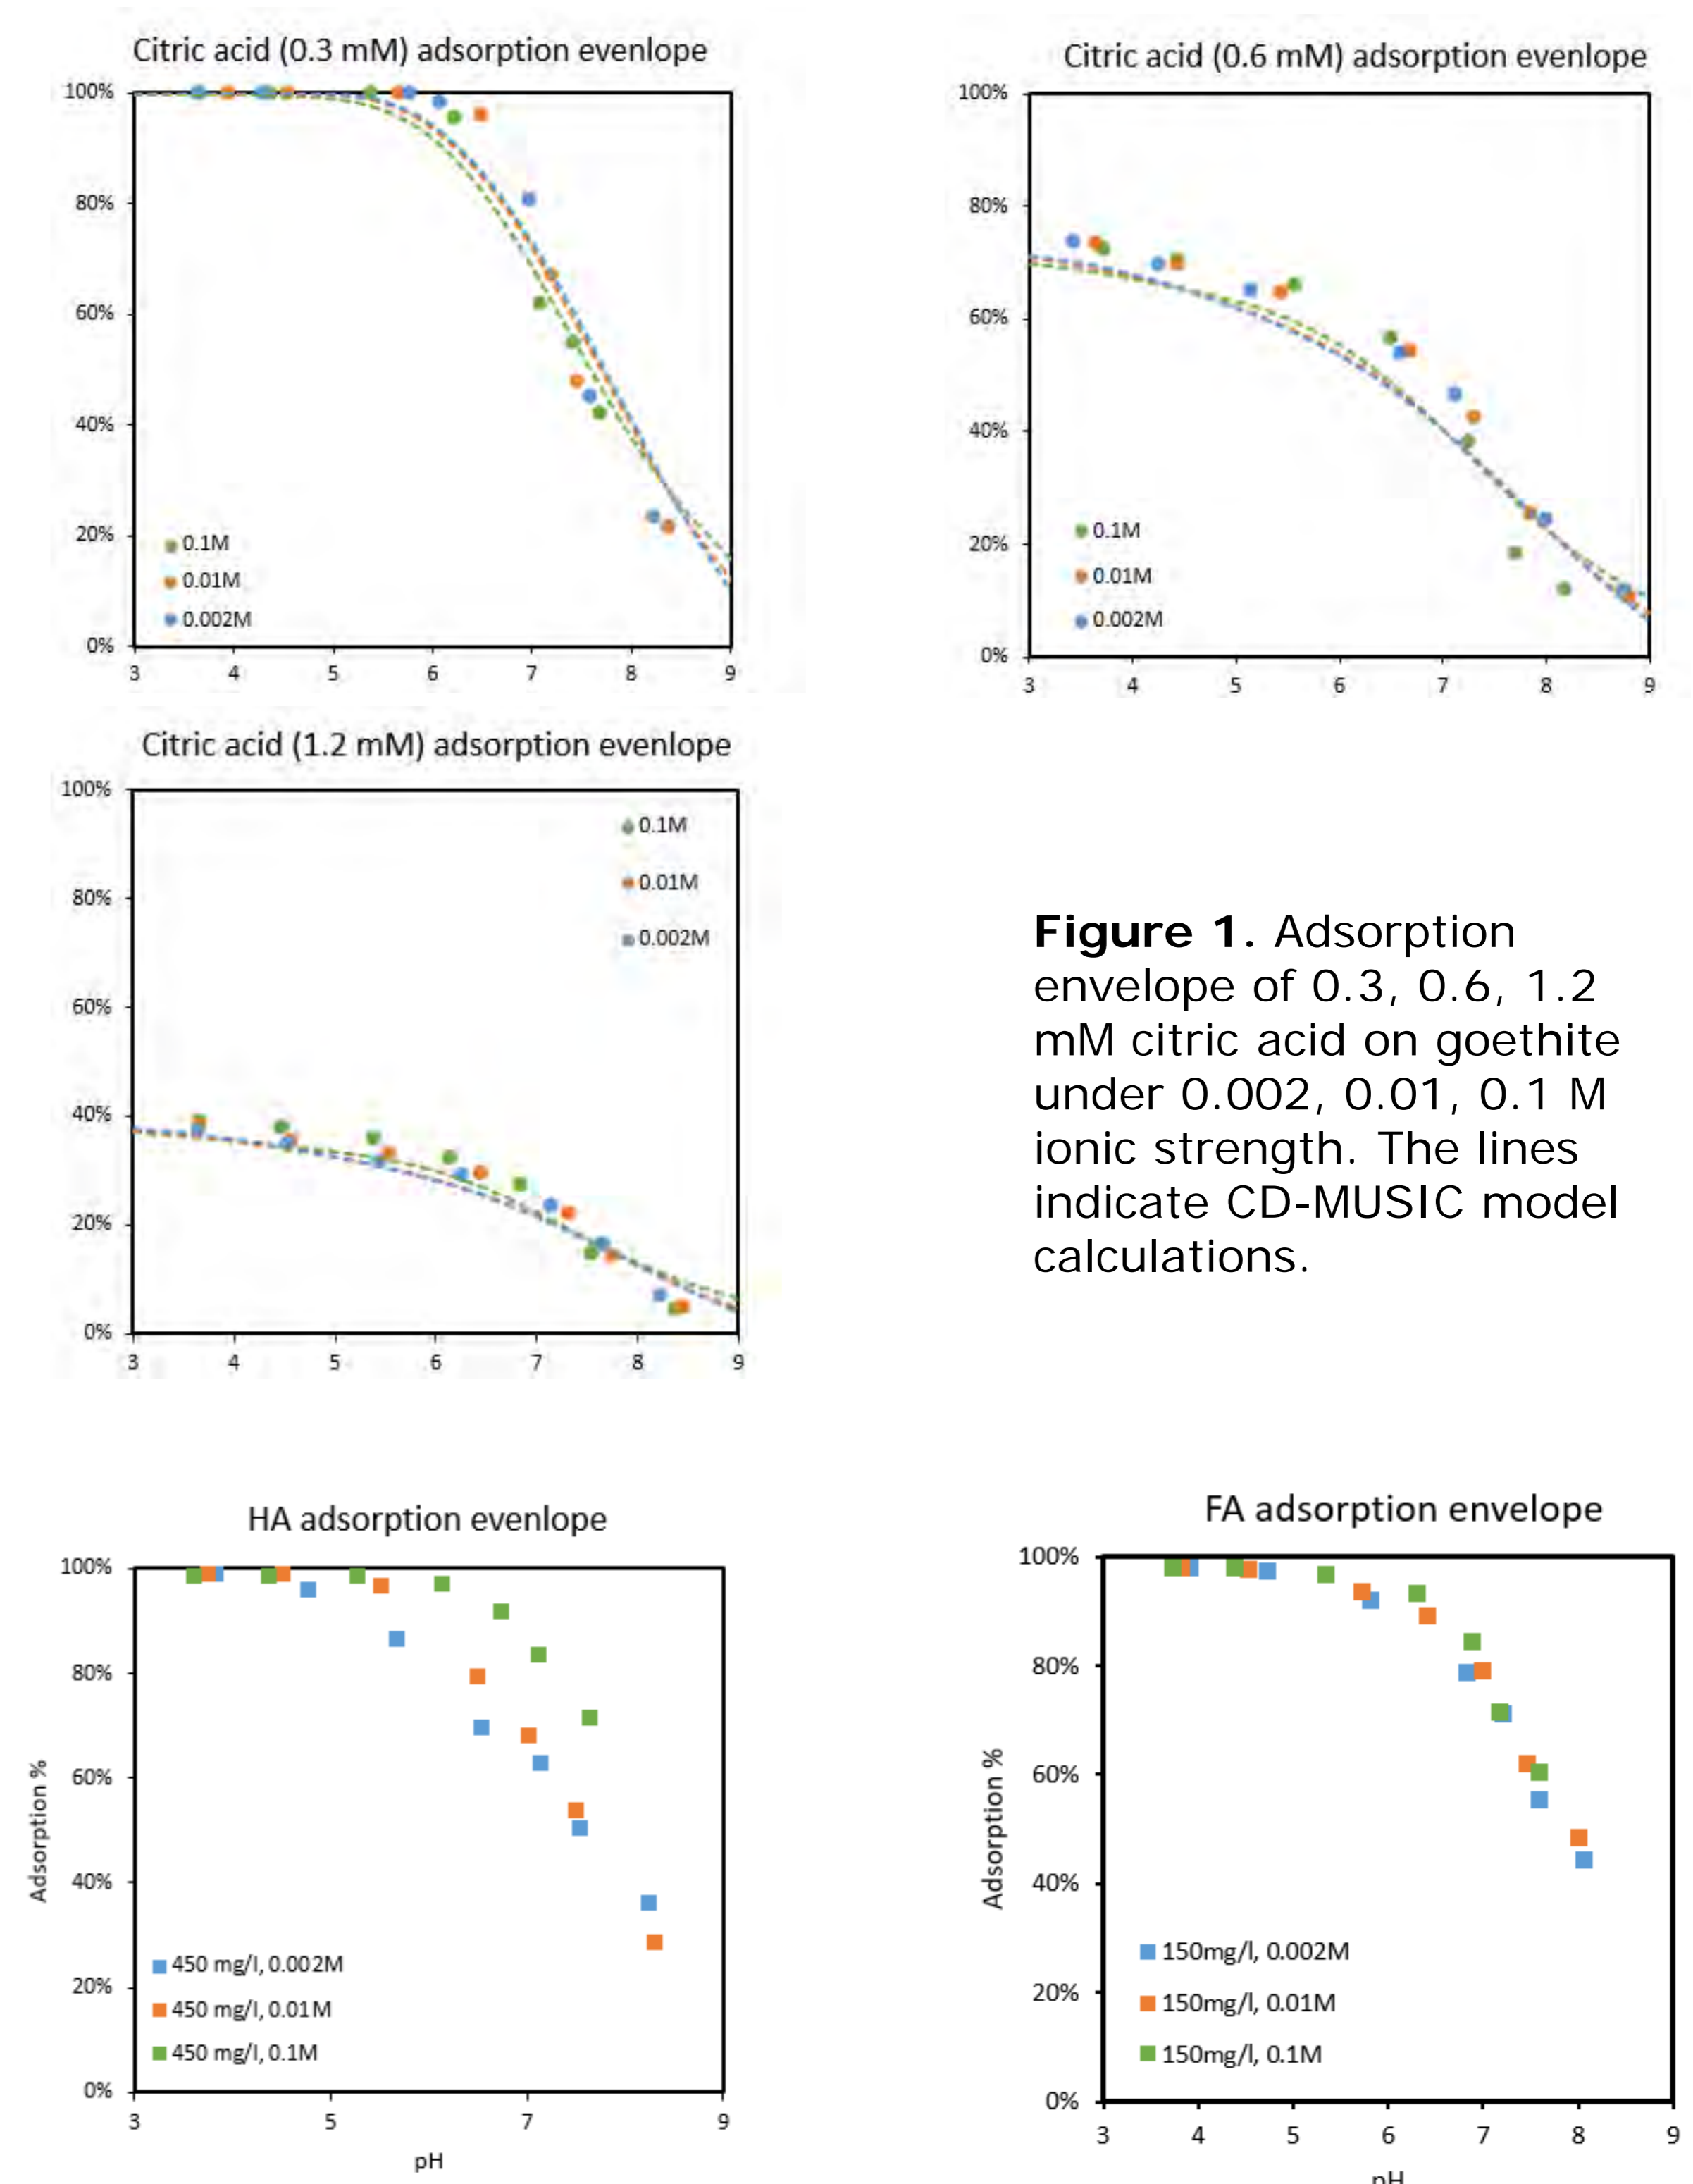 Citric acid (0.3 mM) adsorption evenlope
100%
80%
60%
40%
20%
0%
0.1M
0.01M
0.002M
3 4 5 6 7 8 9
Citric acid (0.6 mM) adsorption evenlope
100%
80%
60%
40%
20%
0%
0.1M
0.01M
0.002M
3 4 5 6 7 8 9
Citric acid (1.2 mM) adsorption evenlope
100%
80%
60%
40%
20%
0%
0.1M
0.01M
0.002M
3 4 5 6 7 8 9
Figure 1. Adsorption
envelope of 0.3, 0.6, 1.2
mM citric acid on goethite
under 0.002, 0.01, 0.1 M
ionic strength. The lines
indicate CD-MUSIC model
calculations.
HA adsorption evenlope
Adsorption %
100%
80%
60%
40%
20%
0%
450 mg/l, 0.002M
450 mg/l, 0.01M
450 mg/l, 0.1M
3 5 7 9
pH
FA adsorption envelope
Adsorption %
100%
80%
60%
40%
20%
0%
150mg/l, 0.002M
150mg/l, 0.01M
150mg/l, 0.1M
3 4 5 6 7 8 9
pH